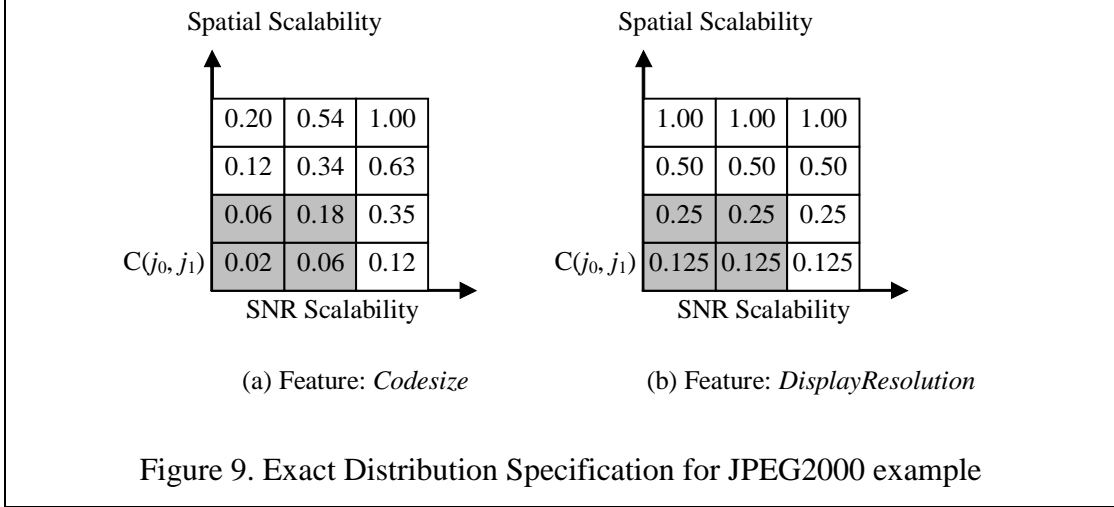 Spatial Scalability
0.20 0.54 1.00
0.12 0.34 0.63
0.06 0.18 0.35
C(j0, j1) 0.02 0.06 0.12
SNR Scalability
(a) Feature: Codesize
Spatial Scalability
1.00 1.00 1.00
0.50 0.50 0.50
0.25 0.25 0.25
C(j0, j1) 0.125 0.125 0.125
SNR Scalability
(b) Feature: DisplayResolution
Figure 9. Exact Distribution Specification for JPEG2000 example